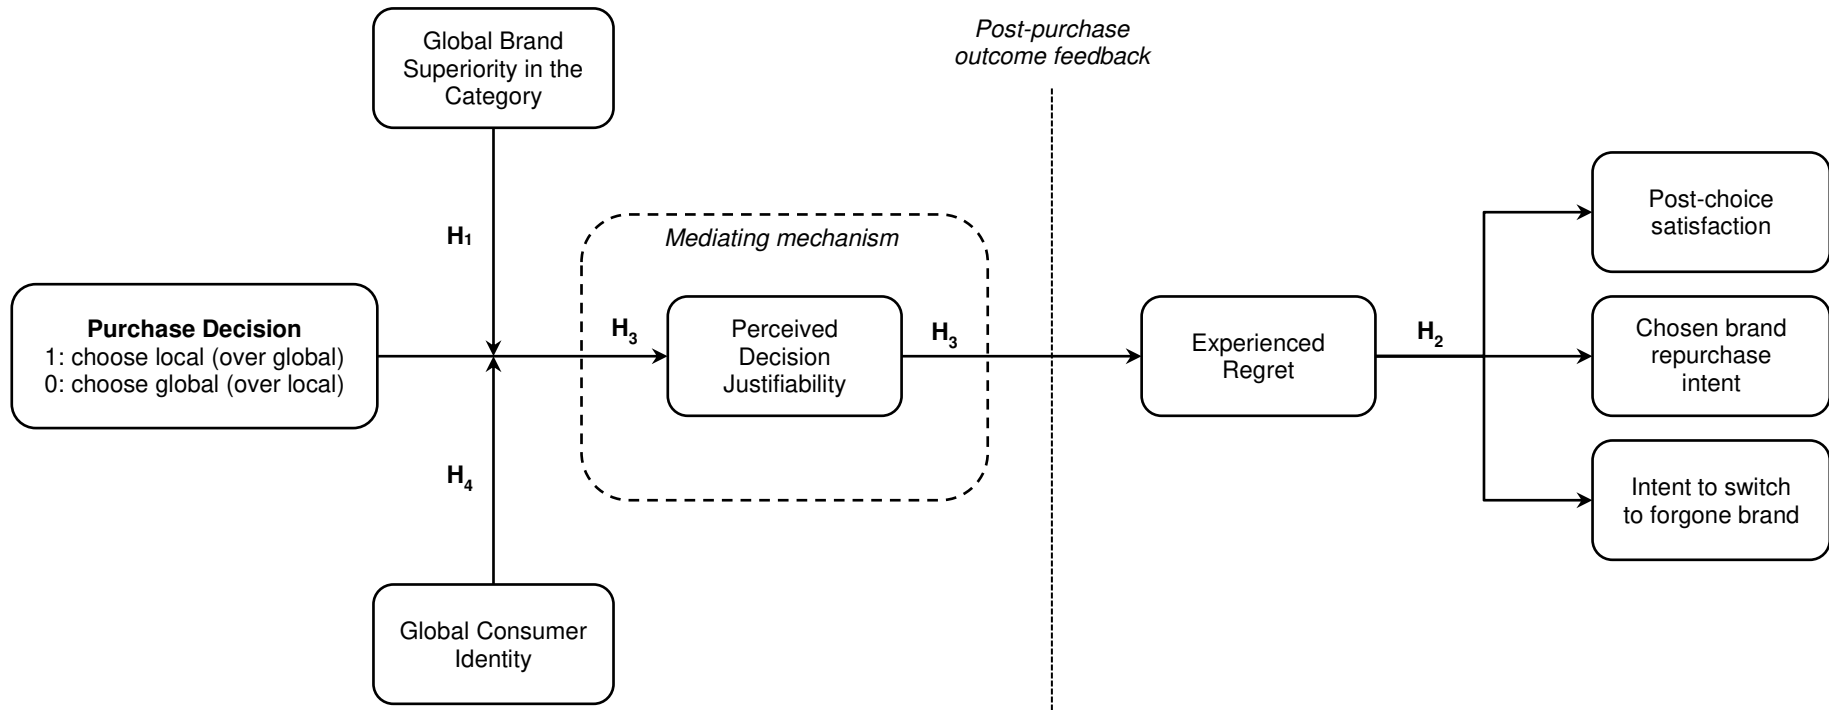 Global Brand
Superiority in the
Category
Post-purchase
outcome feedback
H1
Mediating mechanism
Purchase Decision
1: choose local (over global)
0: choose global (over local)
H3
Perceived
Decision
Justifiability
H3
Experienced
Regret
H2
Post-choice
satisfaction
Chosen brand
repurchase
intent
Intent to switch
to forgone brand
H4
Global Consumer
Identity